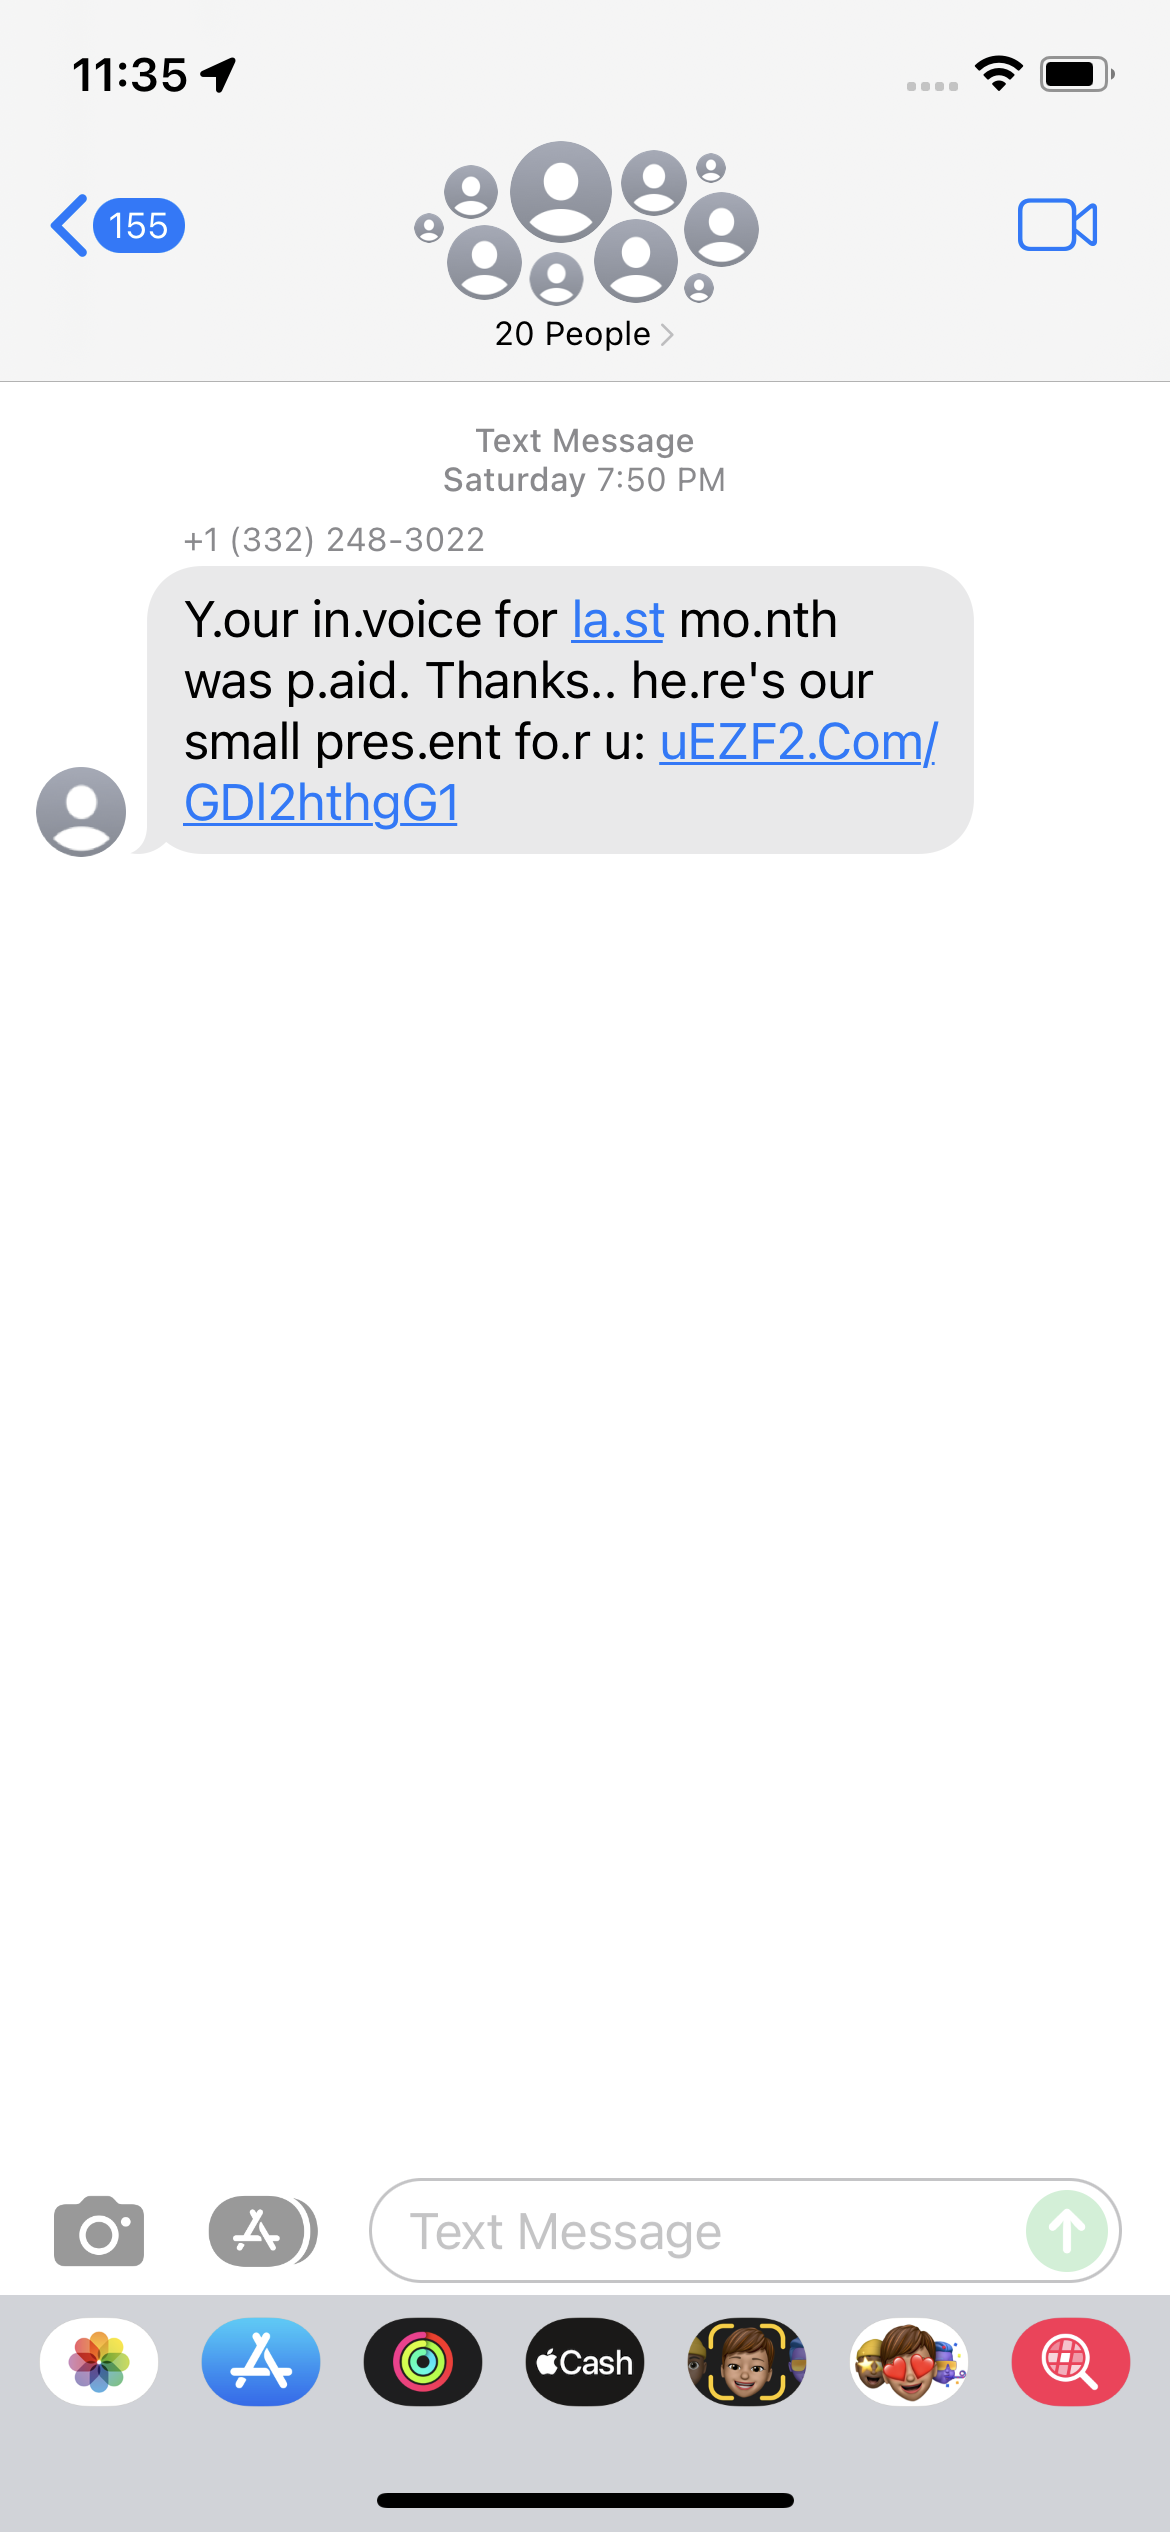 11:35
155
20 People
Text Message
Saturday 7:50 PM
+1 (332) 248-3022
Y.our in.voice for la.st mo.nth
was p.aid. Thanks.. he.re's our
small pres.ent fo.r u: uEZF2.Com/
GDl2hthgG1
Text Message
Cash